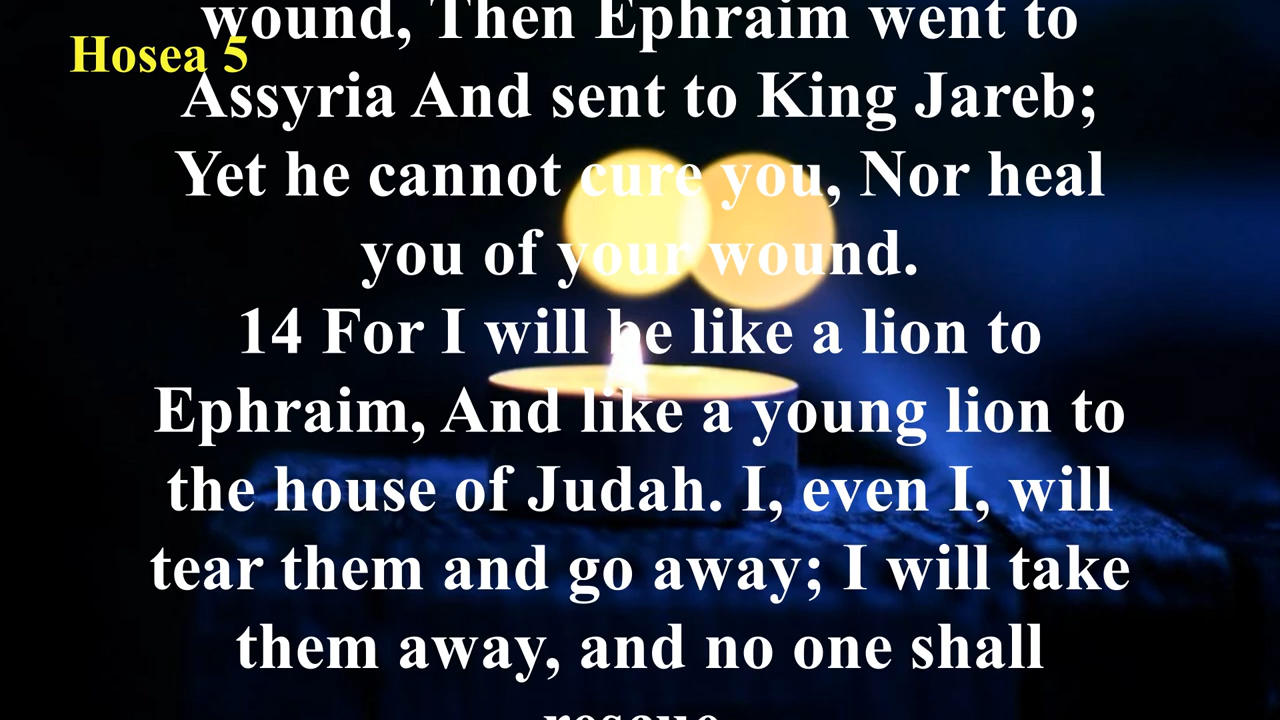 wound, Then Ephraim went to
Hosea 5
Assyria And sent to King Jareb;
Yet he cannot cure you, Nor heal
you of your wound.
14 For I will be like a lion to
Ephraim, And like a young lion to
the house of Judah. I, even I, will
tear them and go away; I will take
them away, and no one shall
rescue.